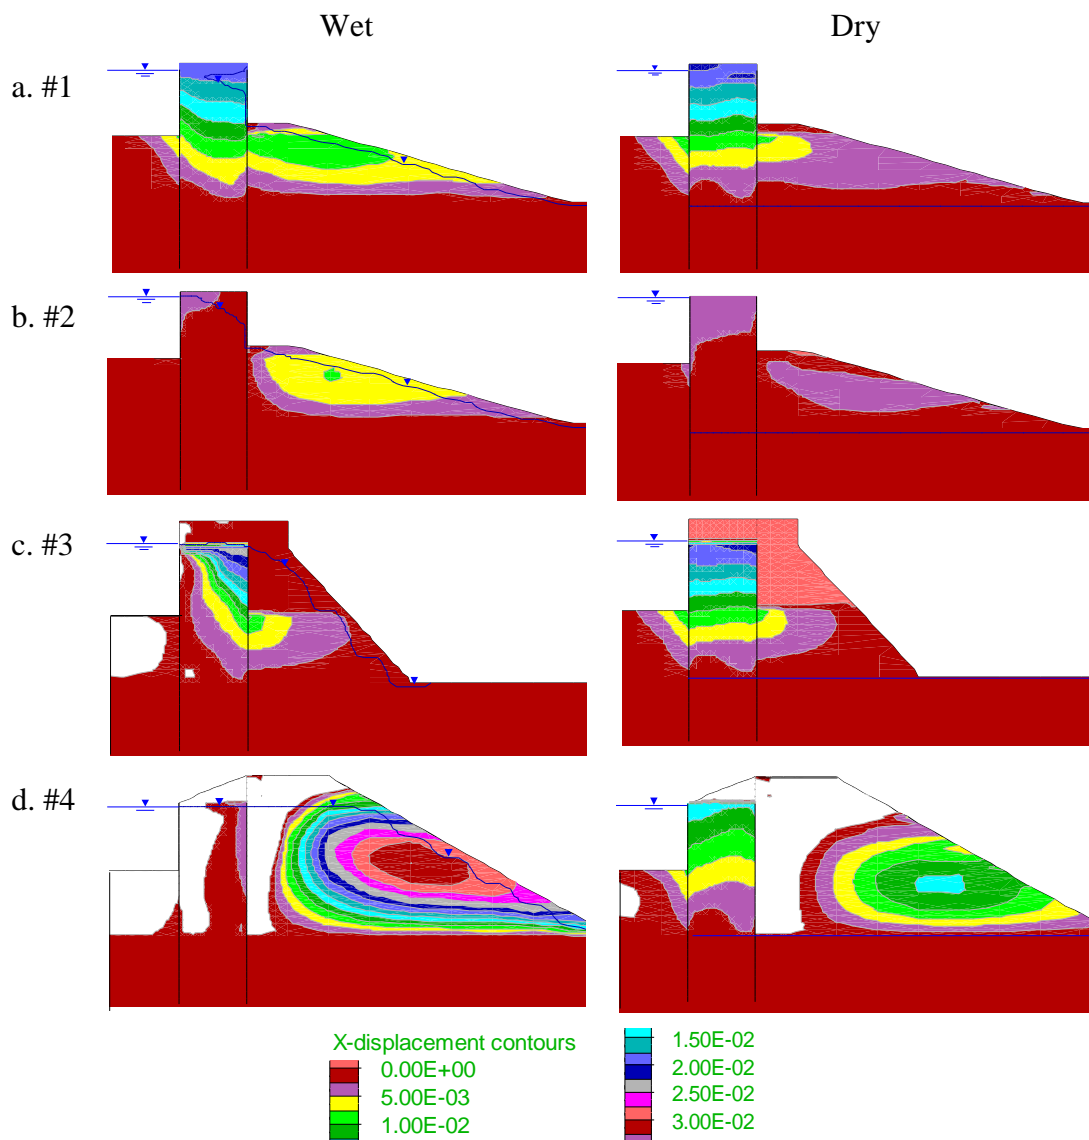 Wet Dry
a. #1
b. #2
c. #3
d. #4
X-displacement contours
0.00E+00
5.00E-03
1.00E-02
1.50E-02
2.00E-02
2.50E-02
3.00E-02